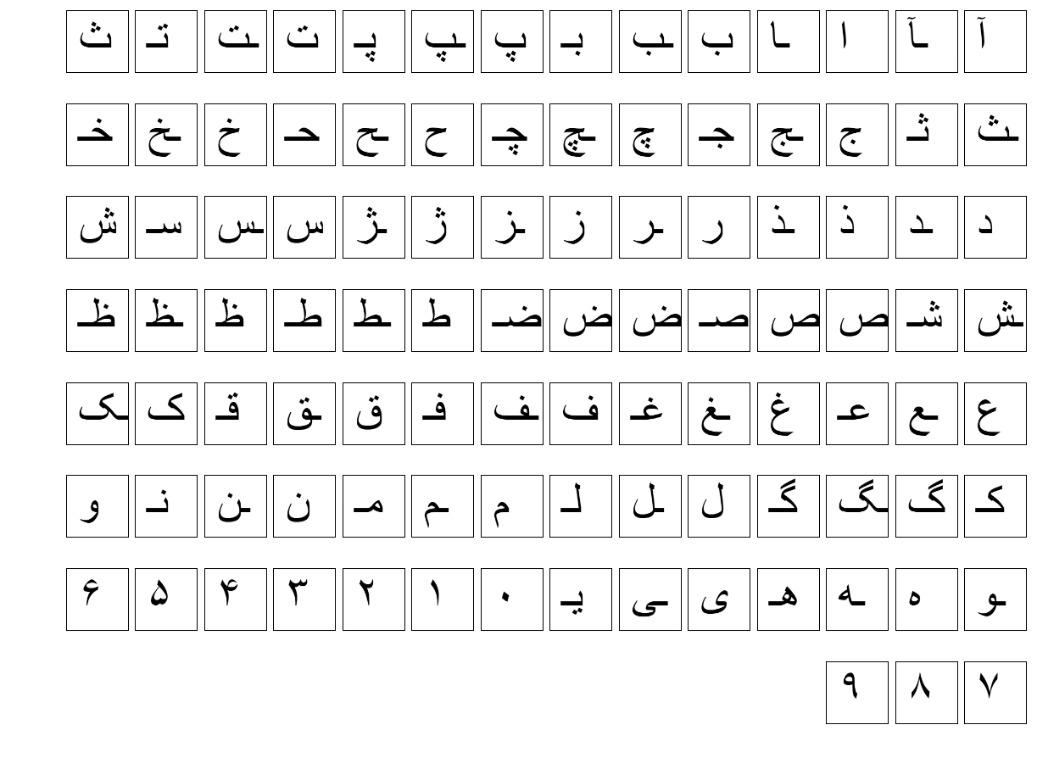 آ ـآ ا ـا ب ـب بـ پ ـپ پـ ت ـت تـ ث
ـث ثـ ج ـج جـ چ ـچ چـ ح ـح حـ خ ـخ خـ
د ـد ذ ـذ ر ـر ز ـز ژ ـژ س ـس سـ ش
ـش شـ ص ـص صـ ض ـض ضـ ط ـط طـ ظ ـظ ظـ
ع ـع عـ غ ـغ غـ ف ـف فـ ق ـق قـ ک ـک
کـ گ ـگ گـ ل ـل لـ م ـم مـ ن ـن نـ و
ـو ه ـه هـ ی ـی یـ ۰ ۱ ۲ ۳ ۴ ۵ ۶
۷ ۸ ۹